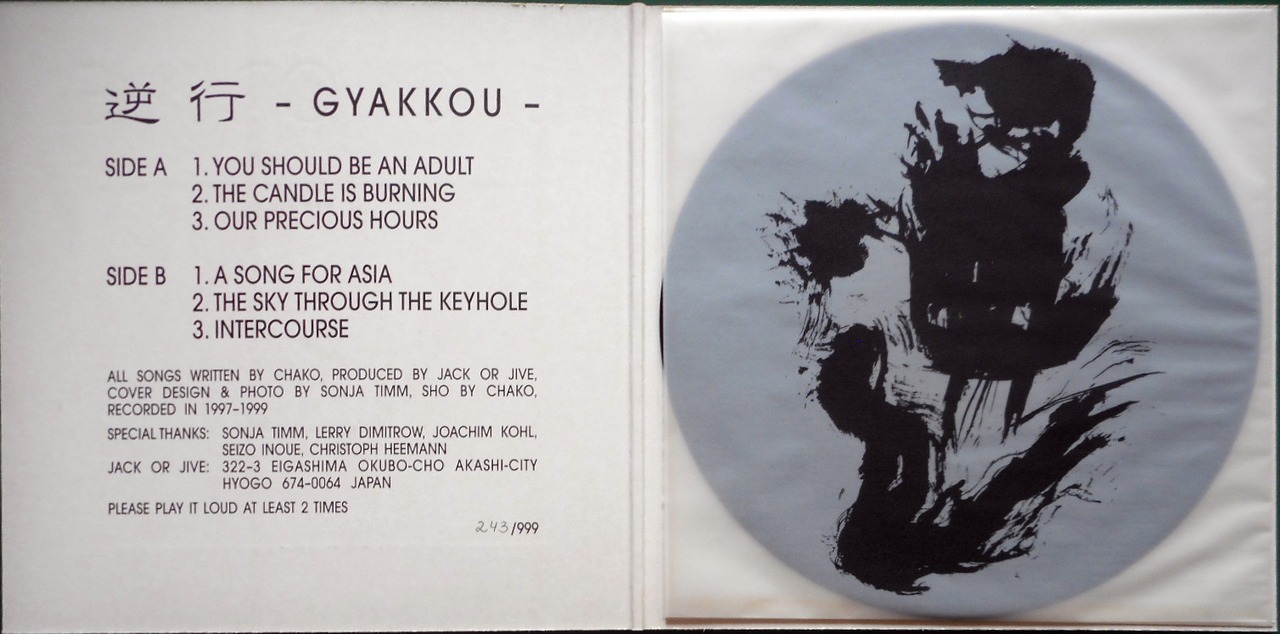 逆 行 - GYAKKOU -
SIDE A 1. YOU SHOULD BE AN ADULT
2. THE CANDLE IS BURNING
3. OUR PRECIOUS HOURS
SIDE B 1. A SONG FOR ASIA
2. THE SKY THROUGH THE KEYHOLE
3. INTERCOURSE
ALL SONGS WRITTEN BY CHAKO, PRODUCED BY JACK OR JIVE,
COVER DESIGN & PHOTO BY SONJA TIMM, SHO BY CHAKO,
RECORDED IN 1997-1999
SPECIAL THANKS: SONJA TIMM, LERRY DIMITROW, JOACHIM KOHL,
SEIZO INOUE, CHRISTOPH HEEMANN
JACK OR JIVE: 322-3 EIGASHIMA OKUBO-CHO AKASHI-CITY
HYOGO 674-0064 JAPAN
PLEASE PLAY IT LOUD AT LEAST 2 TIMES
243/999